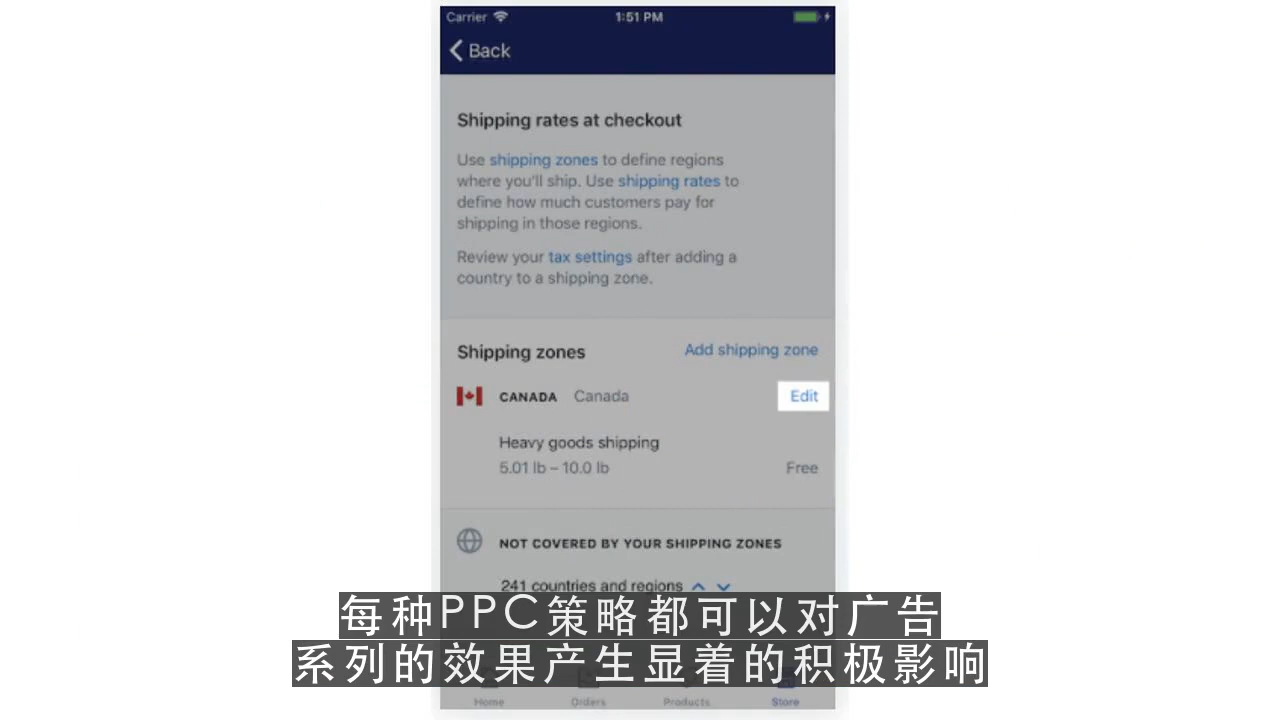 Carrier 1:51 PM
Back
Shipping rates at checkout
Use shipping zones to define regions
where you'll ship. Use shipping rates to
define how much customers pay for
shipping in those regions.
Review your tax settings after adding a
country to a shipping zone.
Shipping zones Add shipping zone
CANADA Canada Edit
Heavy goods shipping
5.01 lb – 10.0 lb Free
NOT COVERED BY YOUR SHIPPING ZONES
241 countries and regions
每种PPC策略都可以对广告
系列的效果产生显着的积极影响
Home Orders Products Store